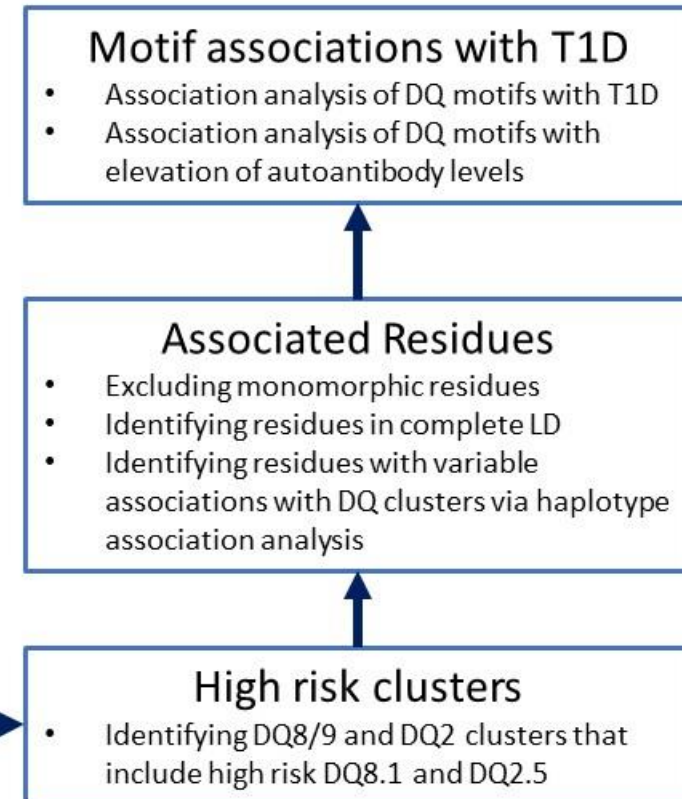 Motif associations with T1D
• Association analysis of DQ motifs with T1D
• Association analysis of DQ motifs with
elevation of autoantibody levels
Associated Residues
• Excluding monomorphic residues
• Identifying residues in complete LD
• Identifying residues with variable
associations with DQ clusters via haplotype
association analysis
High risk clusters
• Identifying DQ8/9 and DQ2 clusters that
include high risk DQ8.1 and DQ2.5